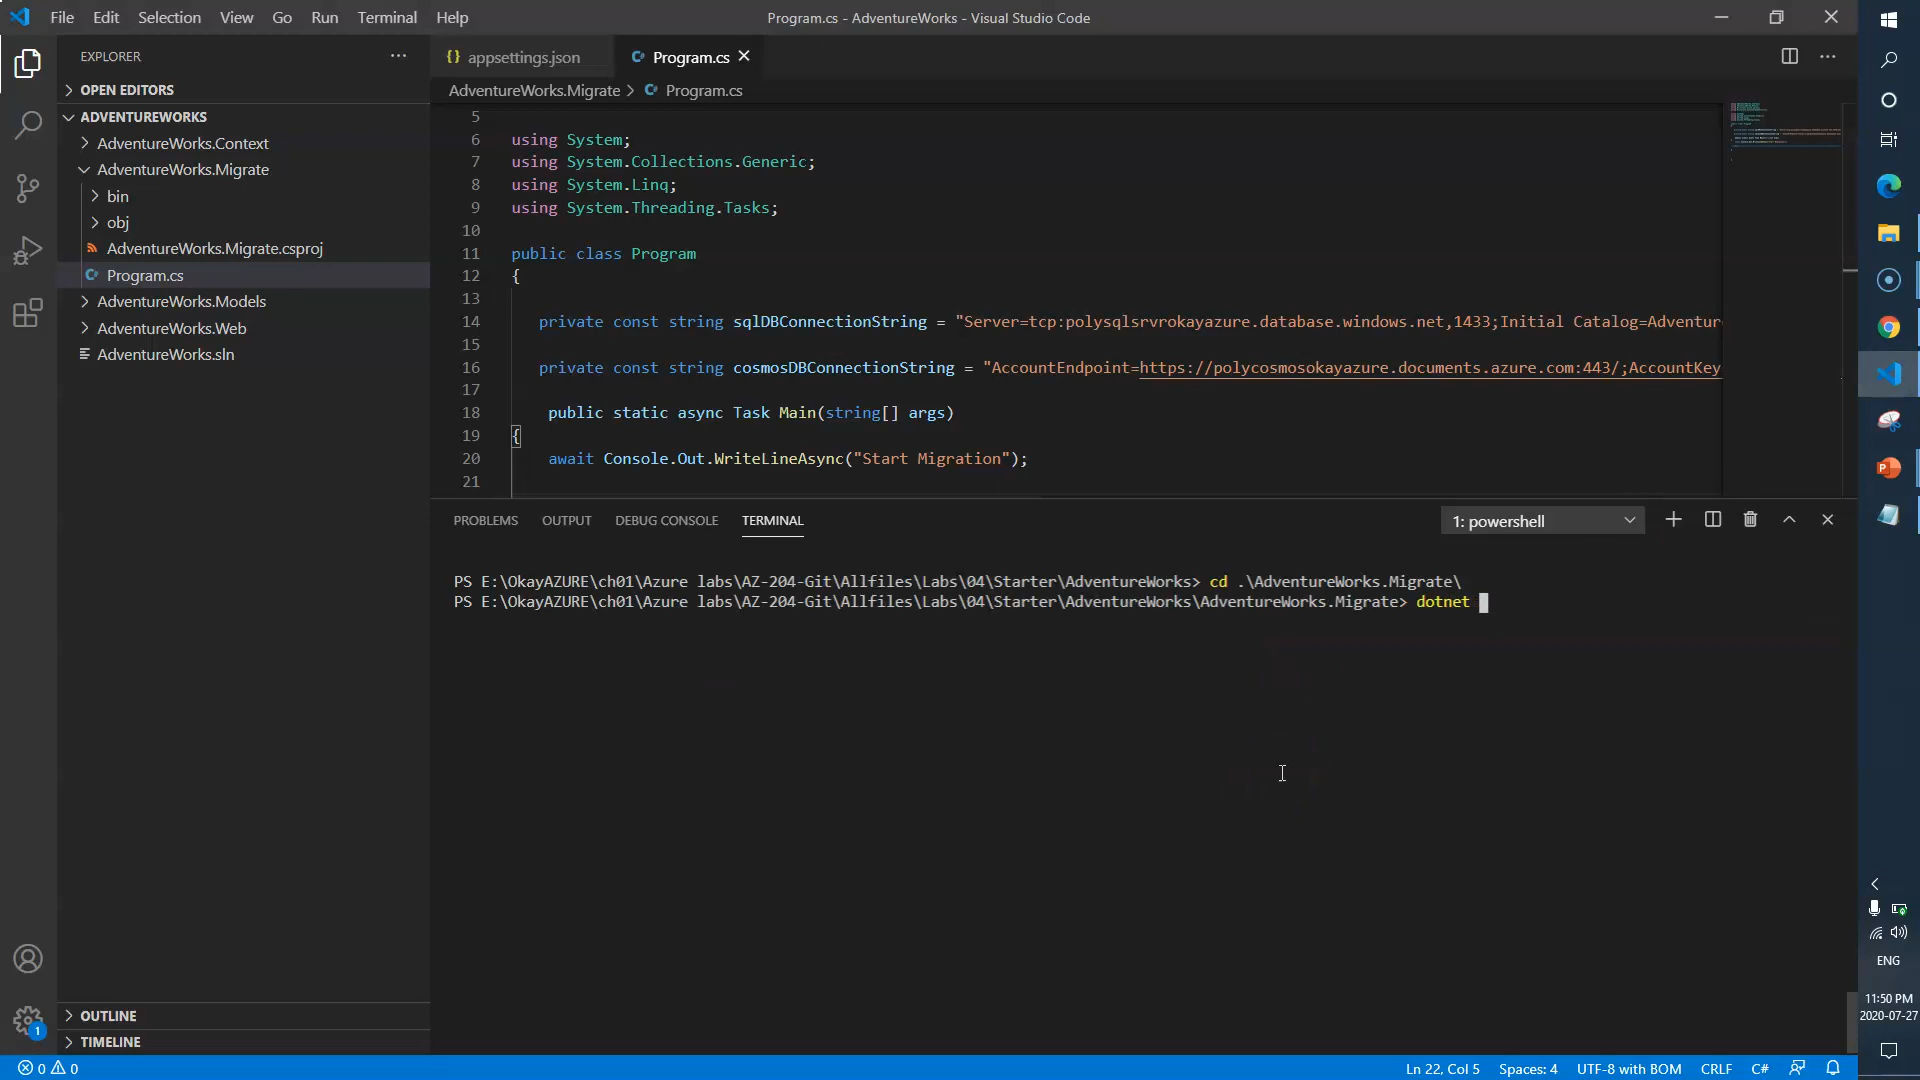 File Edit Selection View Go Run Terminal Help
Program.cs - AdventureWorks - Visual Studio Code
EXPLORER
OPEN EDITORS
ADVENTUREWORKS
AdventureWorks.Context
AdventureWorks.Migrate
bin
obj
AdventureWorks.Migrate.csproj
Program.cs
AdventureWorks.Models
AdventureWorks.Web
AdventureWorks.sln
OUTLINE
TIMELINE
appsettings.json
Program.cs
AdventureWorks.Migrate > Program.cs
5
6 using System;
7 using System.Collections.Generic;
8 using System.Linq;
9 using System.Threading.Tasks;
10
11 public class Program
12 {
13
14 private const string sqlDBConnectionString = "Server=tcp:polysqlsrvrokayazure.database.windows.net,1433;Initial Catalog=Adventur
15
16 private const string cosmosDBConnectionString = "AccountEndpoint=https://polycosmosokayazure.documents.azure.com:443/;AccountKey
17
18 public static async Task Main(string[] args)
19 {
20 await Console.Out.WriteLineAsync("Start Migration");
21
PROBLEMS OUTPUT DEBUG CONSOLE TERMINAL
1: powershell
PS E:\OkayAZURE\ch01\Azure labs\AZ-204-Git\Allfiles\Labs\04\Starter\AdventureWorks> cd .\AdventureWorks.Migrate\
PS E:\OkayAZURE\ch01\Azure labs\AZ-204-Git\Allfiles\Labs\04\Starter\AdventureWorks\AdventureWorks.Migrate> dotnet
1
0 0
Ln 22, Col 5 Spaces: 4 UTF-8 with BOM CRLF C#
P
ENG
11:50 PM
2020-07-27